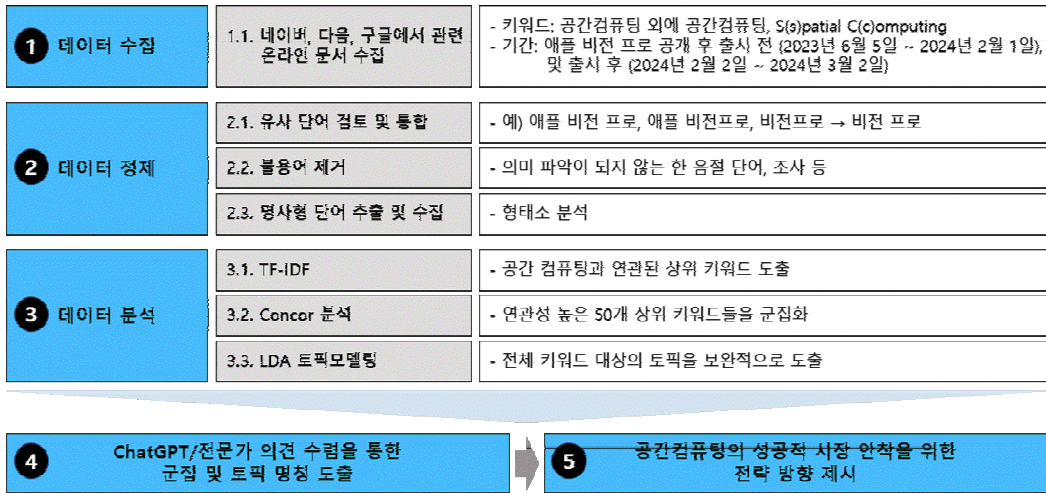 1 데이터 수집
1.1. 네이버, 다음, 구글에서 관련
온라인 문서 수집
- 키워드: 공간컴퓨팅 외에 공간컴퓨팅, S(s)patial C(c)omputing
- 기간: 애플 비전 프로 공개 후 출시 전 (2023년 6월 5일 ~ 2024년 2월 1일),
및 출시 후 (2024년 2월 2일 ~ 2024년 3월 2일)
2 데이터 정제
2.1. 유사 단어 검토 및 통합
- 예) 애플 비전 프로, 애플 비전프로, 비전프로 → 비전 프로
2.2. 불용어 제거
- 의미 파악이 되지 않는 한 음절 단어, 조사 등
2.3. 명사형 단어 추출 및 수집
- 형태소 분석
3 데이터 분석
3.1. TF-IDF
- 공간 컴퓨팅과 연관된 상위 키워드 도출
3.2. Concor 분석
- 연관성 높은 50개 상위 키워드들을 군집화
3.3. LDA 토픽모델링
- 전체 키워드 대상의 토픽을 보완적으로 도출
4 ChatGPT/전문가 의견 수렴을 통한
군집 및 토픽 명칭 도출
5 공간컴퓨팅의 성공적 시장 안착을 위한
전략 방향 제시